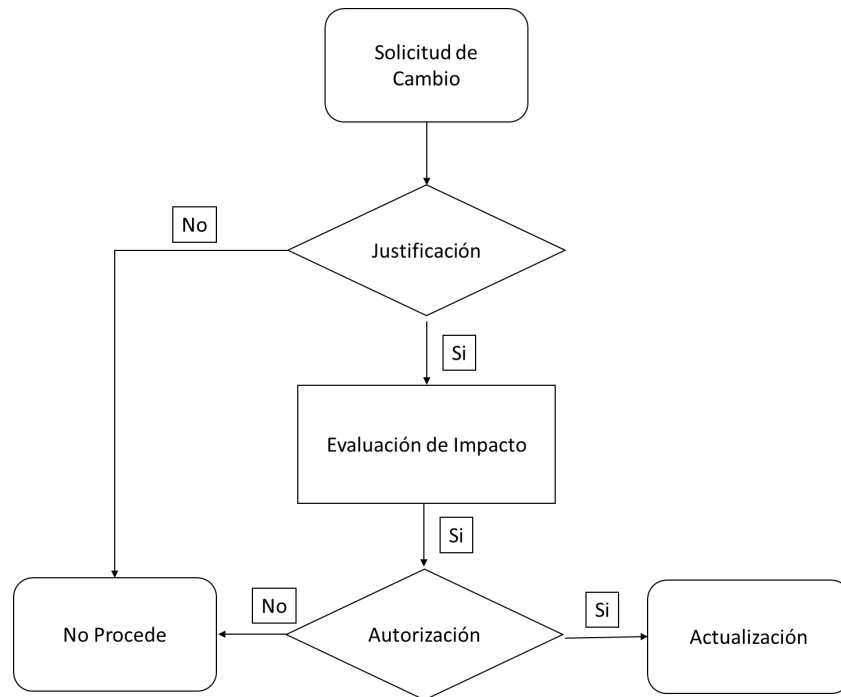 Solicitud de
Cambio
No
Justificación
Si
Evaluación de Impacto
Si
No
Si
No Procede
Autorización
Actualización